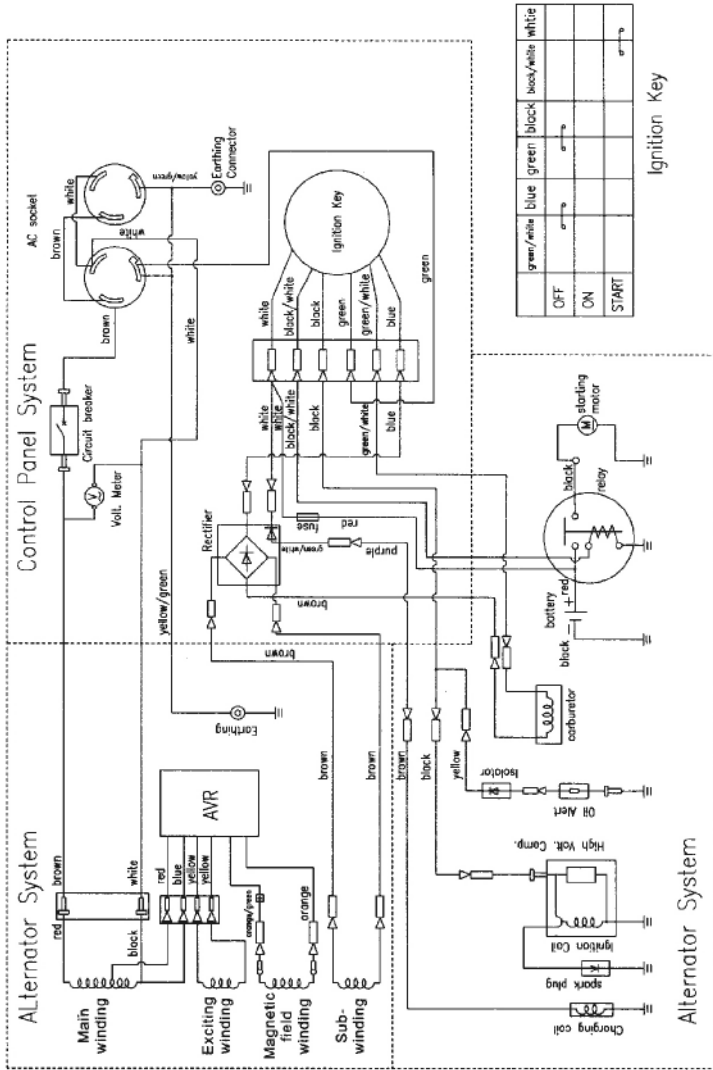 Control Panel System
Circuit breaker
Volt. Meter
brown
brown
white
white
white
AC socket
yellow/green
Earthing
Connector
yellow/green
Rectifier
green/white
purple
red
fuse
brown
brown
white
white
black/white
black
green/white
blue
white
black/white
black
green
green/white
blue
green
Ignition Key
green/white
blue
green
black
black/white
whtie
OFF
ON
START
Ignition Key
ALternator System
Main
winding
Exciting
winding
Magnetic
field
winding
Sub-
winding
red
brown
white
black
red
blue
yellow
yellow
AVR
orange/green
orange
Earthing
brown
brown
brown
black
yellow
Isolator
Oil Alert
High Volt. Camp.
Ignition Coil
spark plug
Charging coil
carburetor
battery
black
−
+
red
relay
black
M
starting
motor
V
Alternator System